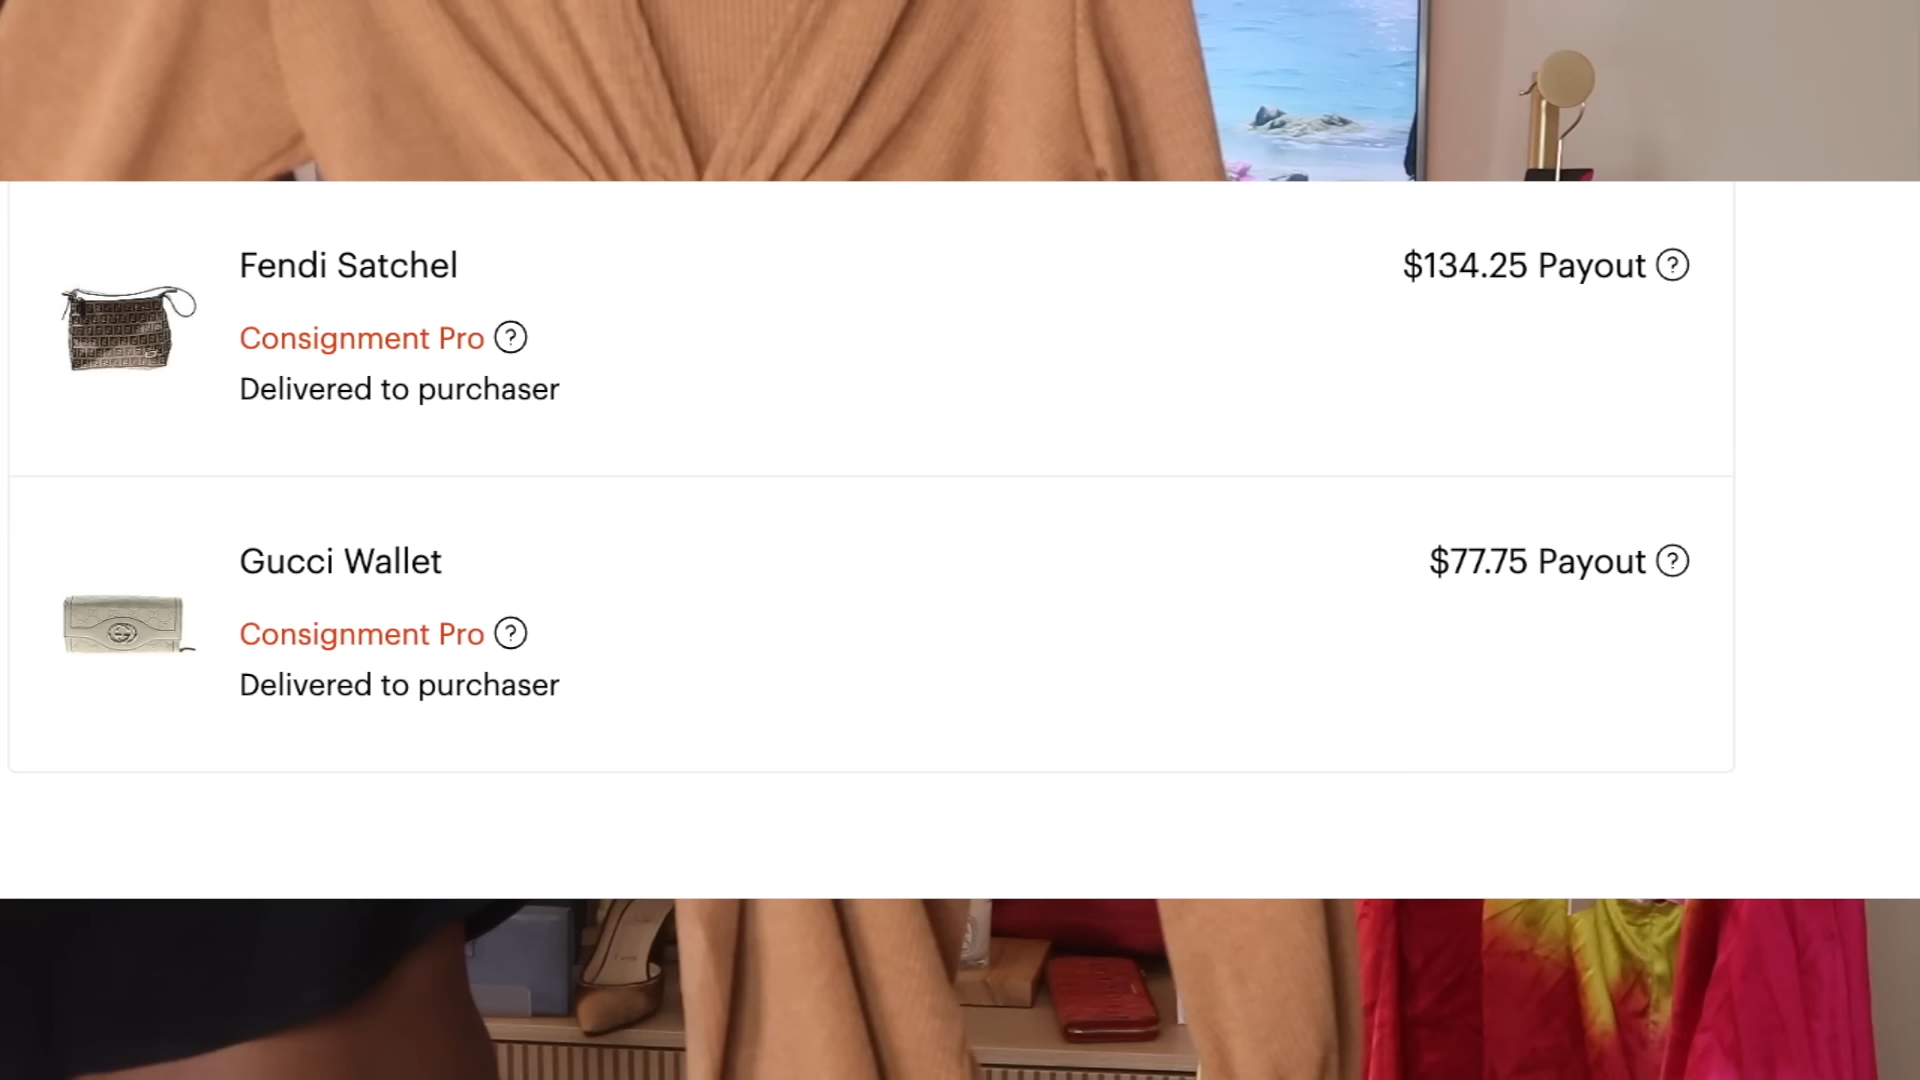 Fendi Satchel
$134.25 Payout ?
Consignment Pro ?
Delivered to purchaser
Gucci Wallet
$77.75 Payout ?
Consignment Pro ?
Delivered to purchaser